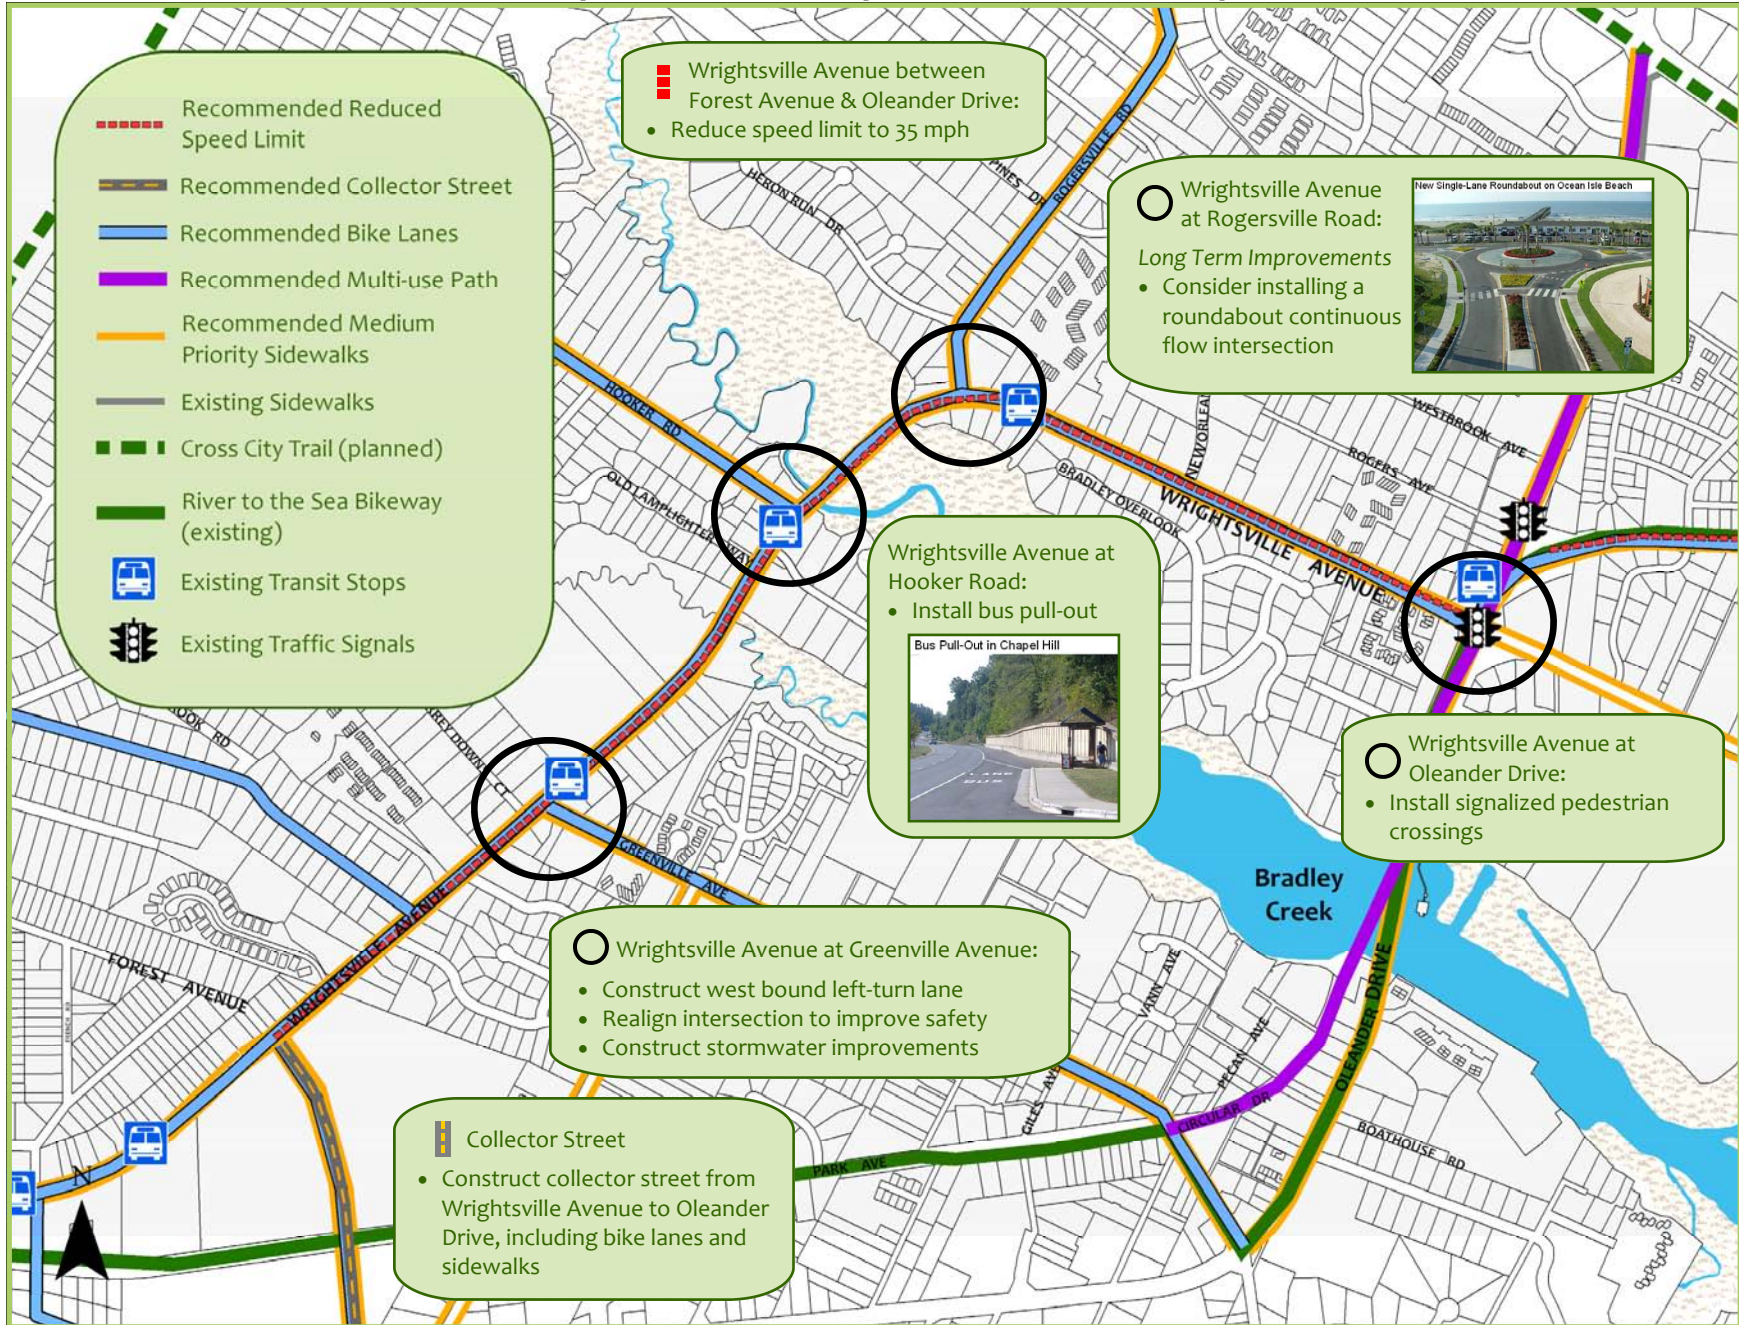 Recommended Reduced
Speed Limit
Recommended Collector Street
Recommended Bike Lanes
Recommended Multi-use Path
Recommended Medium
Priority Sidewalks
Existing Sidewalks
Cross City Trail (planned)
River to the Sea Bikeway
(existing)
Existing Transit Stops
Existing Traffic Signals
Wrightsville Avenue between
Forest Avenue & Oleander Drive:
• Reduce speed limit to 35 mph
Wrightsville Avenue
at Rogersville Road:
Long Term Improvements
• Consider installing a
roundabout continuous
flow intersection
New Single-Lane Roundabout on Ocean Isle Beach
ROGERSVILLE RD
PINES DR
HERON RUN DR
HOOKER RD
OLD LAMPLIGHTER WAY
WESTBROOK AVE
ROGERS AVE
BRADLEY OVERLOOK
WRIGHTSVILLE AVENUE
Wrightsville Avenue at
Hooker Road:
• Install bus pull-out
Bus Pull-Out in Chapel Hill
LANE
BUS
Wrightsville Avenue at
Oleander Drive:
• Install signalized pedestrian
crossings
Bradley
Creek
GREENVILLE AVE
WRIGHTSVILLE AVENUE
FOREST AVENUE
Wrightsville Avenue at Greenville Avenue:
• Construct west bound left-turn lane
• Realign intersection to improve safety
• Construct stormwater improvements
VANN AVE
PECAN AVE
GILES AVE
CIRCULAR DR
OLEANDER DRIVE
BOATHOUSE RD
PARK AVE
Collector Street
• Construct collector street from
Wrightsville Avenue to Oleander
Drive, including bike lanes and
sidewalks
N